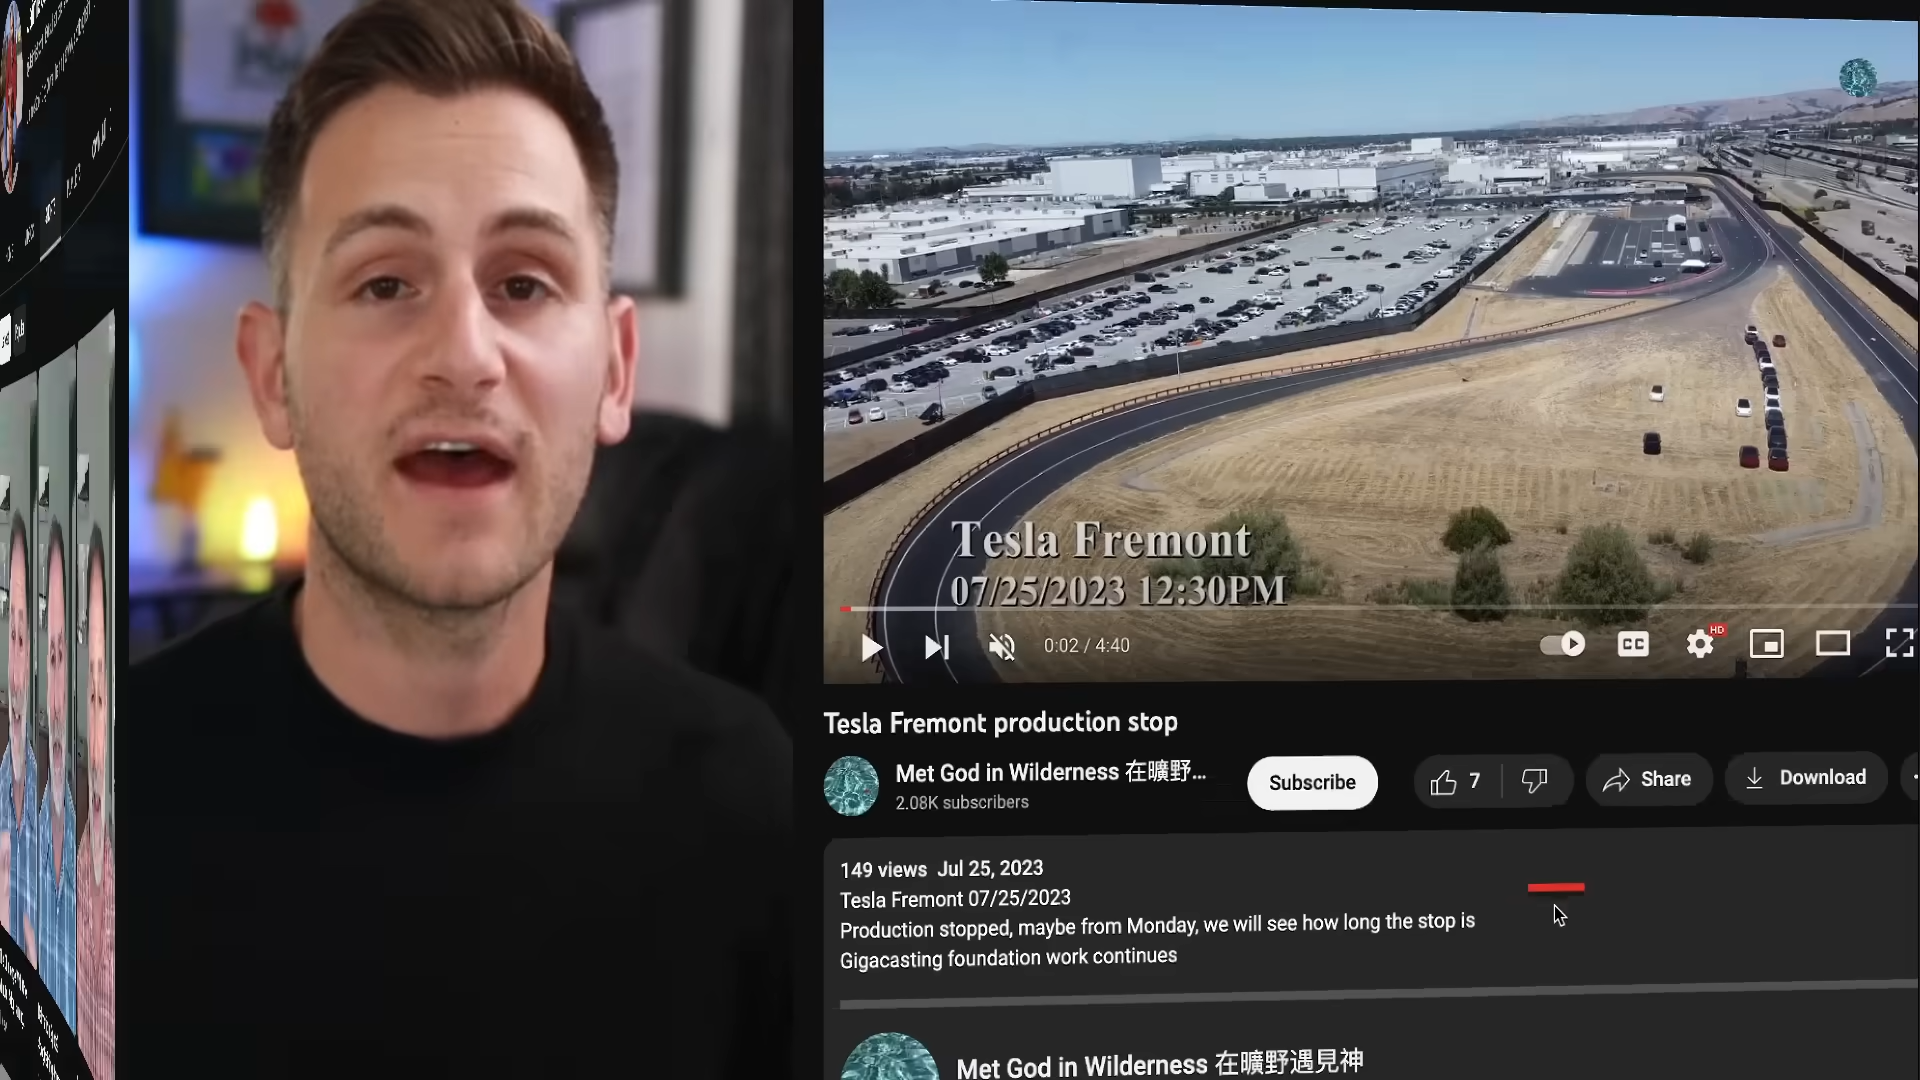 Tesla Fremont
07/25/2023 12:30PM
HD
CC
0:02 / 4:40
Tesla Fremont production stop
Met God in Wilderness 在曠野...
2.08K subscribers
Subscribe
7
Share
Download
149 views Jul 25, 2023
Tesla Fremont 07/25/2023
Production stopped, maybe from Monday, we will see how long the stop is
Gigacasting foundation work continues
Met God in Wilderness 在曠野遇見神